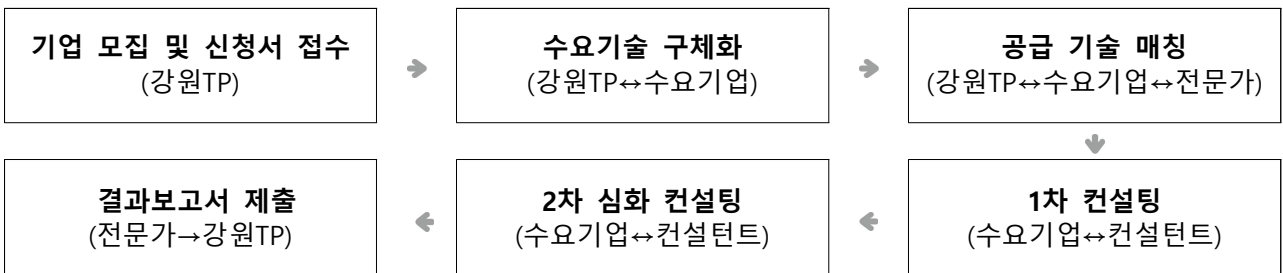 기업 모집 및 신청서 접수
(강원TP)
수요기술 구체화
(강원TP↔수요기업)
공급 기술 매칭
(강원TP↔수요기업↔전문가)
1차 컨설팅
(수요기업↔컨설턴트)
2차 심화 컨설팅
(수요기업↔컨설턴트)
결과보고서 제출
(전문가→강원TP)